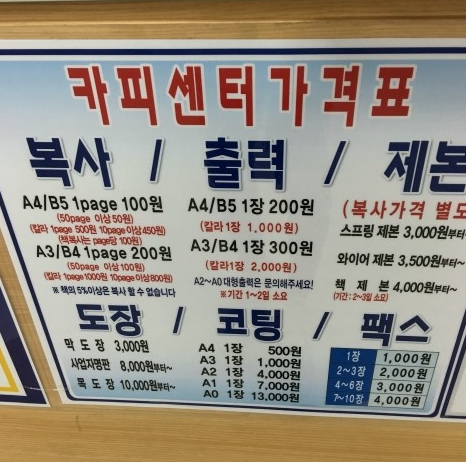 카피센터가격표
복사 / 출력 / 제본
A4/B5 1page 100원
(50page 이상 50원)
(칼라 1page 500원 10page 이상 450원)
(책복사는 page당 100원)
A3/B4 1page 200원
(50page 이상 100원)
(칼라 1page 1000원 10page 이상 800원)
※ 책의 5%이상은 복사 할 수 없습니다
A4/B5 1장 200원
(칼라 1장 1,000원)
A3/B4 1장 300원
(칼라1장 2,000원)
A2~A0 대형출력은 문의해주세요!
※기간 1~2일 소요
(복사가격 별도
스프링 제본 3,000원부터~
와이어 제본 3,500원부터~
책 제본 4,000원부터~
(기간 : 2~3일 소요)
도장 / 코팅 / 팩스
막 도 장 3,000원
사업자명판 8,000원부터~
목 도 장 10,000원부터~
A4 1장 500원
A3 1장 1,000원
A2 1장 4,000원
A1 1장 7,000원
A0 1장 13,000원
1장 1,000원
2~3장 2,000원
4~6장 3,000원
7~10장 4,000원